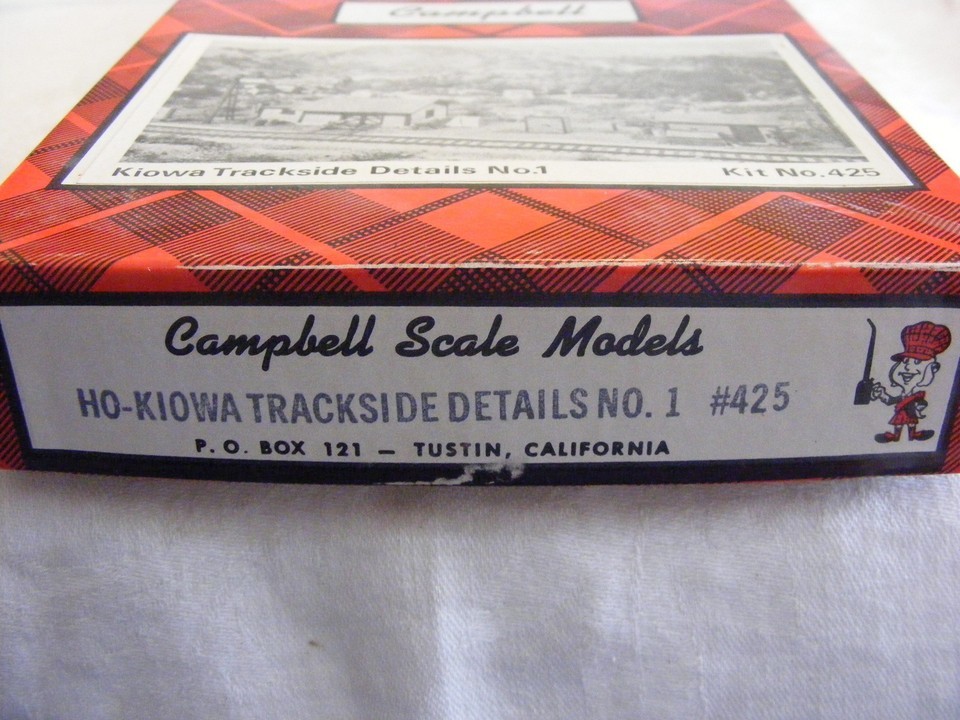 Campbell
Kiowa Trackside Details No.1 Kit No.425
Campbell Scale Models
HO-KIOWA TRACKSIDE DETAILS NO. 1 #425
P. O. BOX 121 — TUSTIN, CALIFORNIA